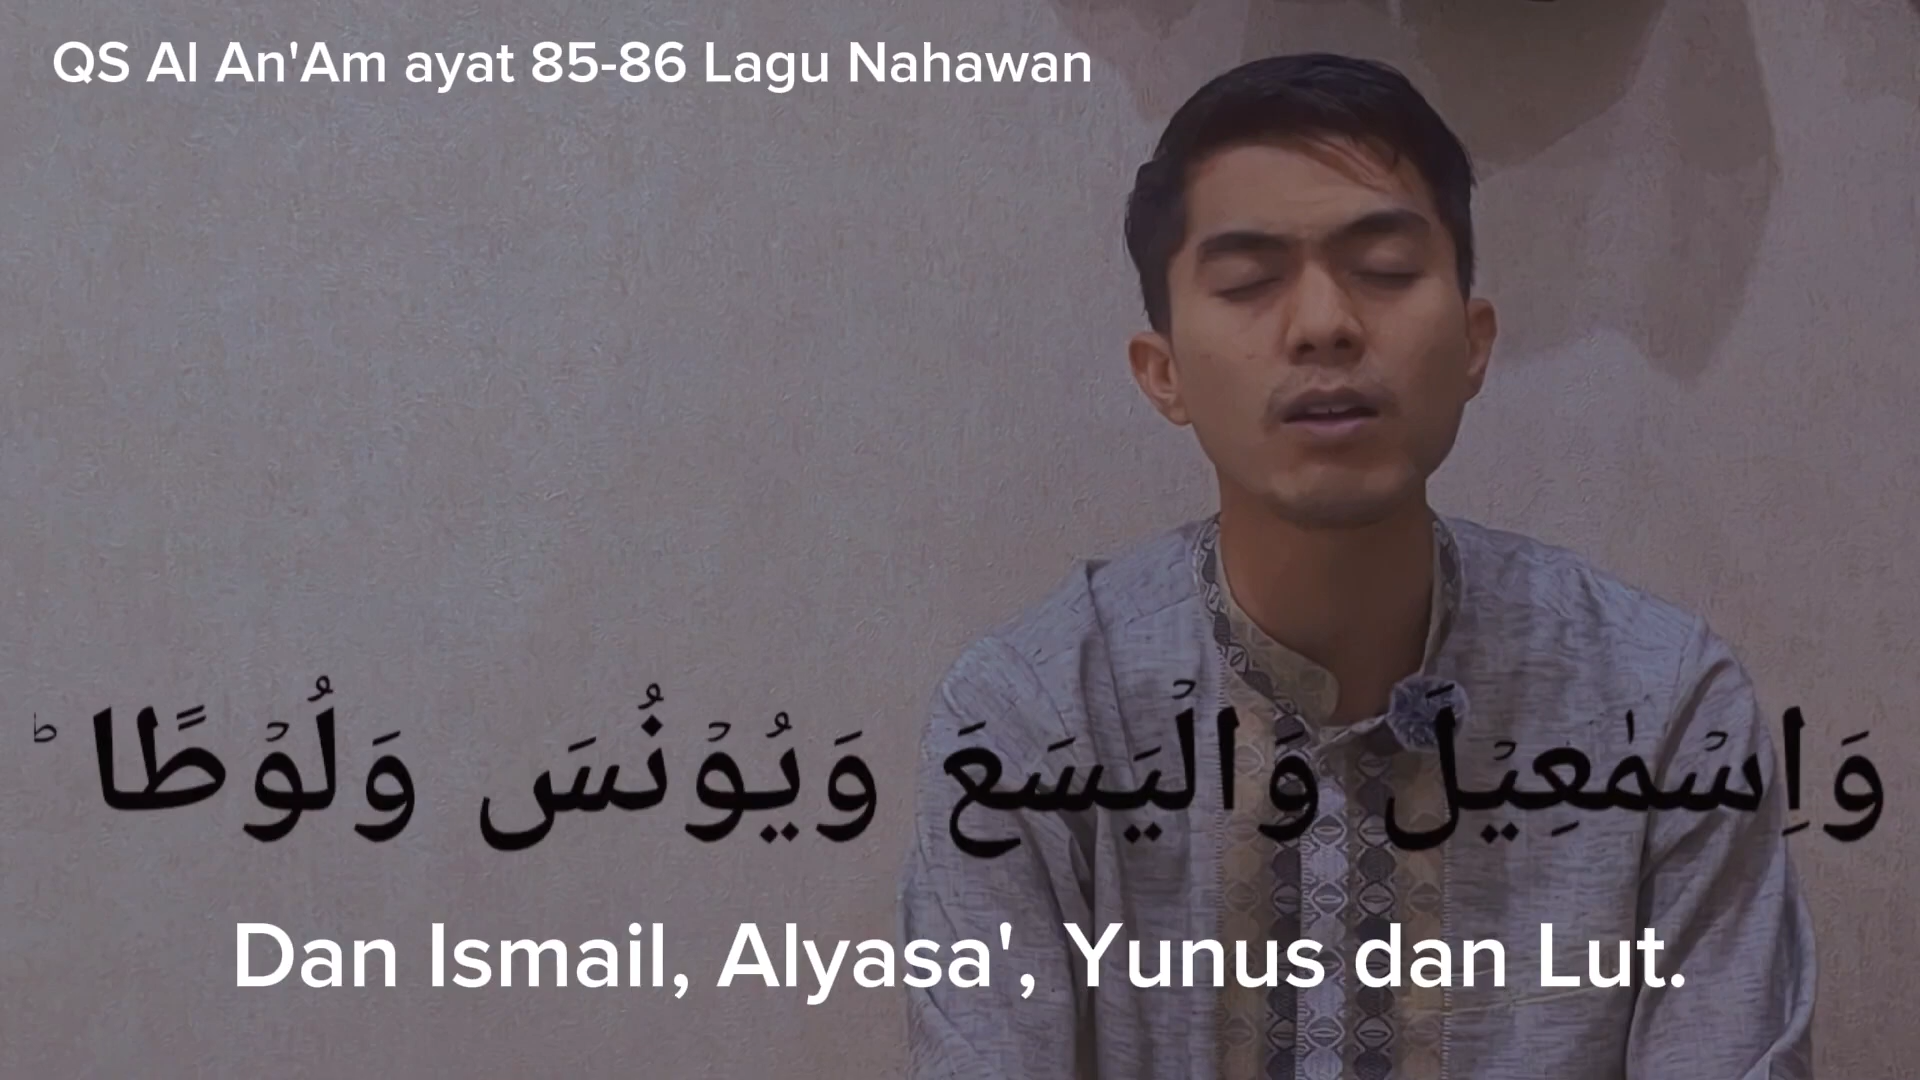 QS Al An'Am ayat 85-86 Lagu Nahawan
وَاِسْمٰعِيْلَ وَالْيَسَعَ وَيُوْنُسَ وَلُوْطًا ۗ
Dan Ismail, Alyasa', Yunus dan Lut.